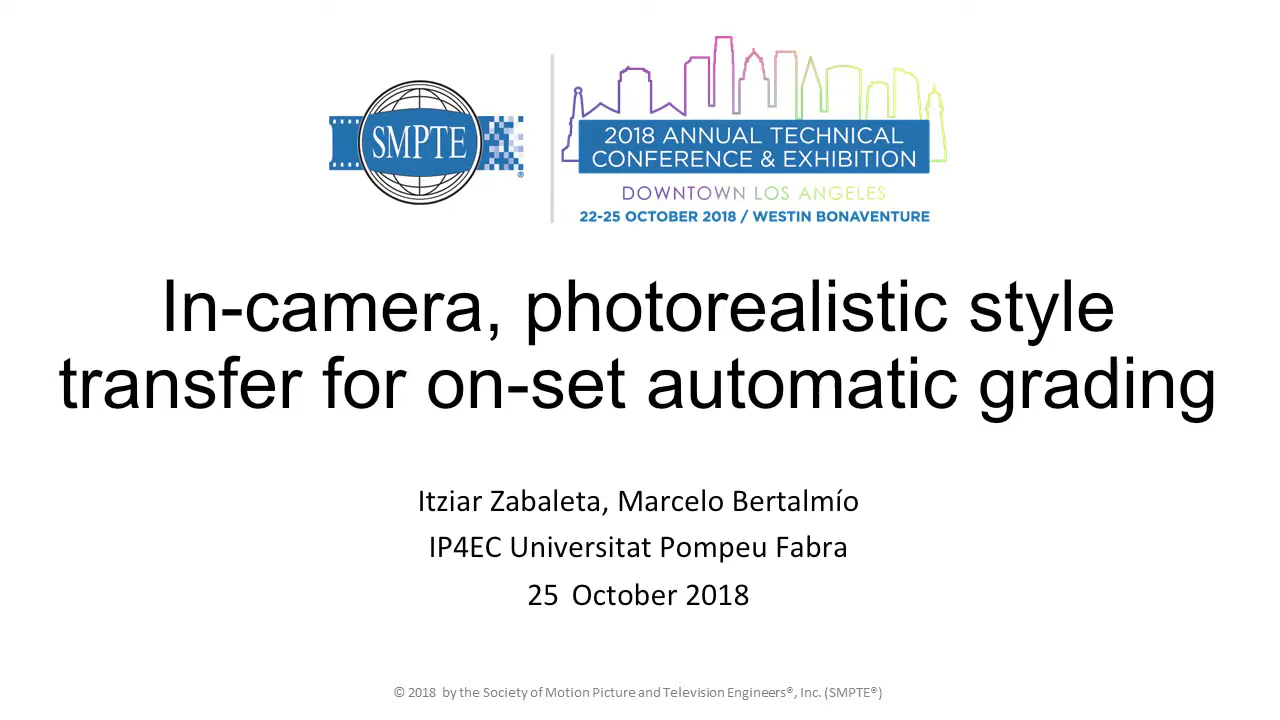 SMPTE
®
2018 ANNUAL TECHNICAL
CONFERENCE & EXHIBITION
DOWNTOWN LOS ANGELES
22-25 OCTOBER 2018 / WESTIN BONAVENTURE
In-camera, photorealistic style
transfer for on-set automatic grading
Itziar Zabaleta, Marcelo Bertalmío
IP4EC Universitat Pompeu Fabra
25 October 2018
© 2018 by the Society of Motion Picture and Television Engineers®, Inc. (SMPTE®)